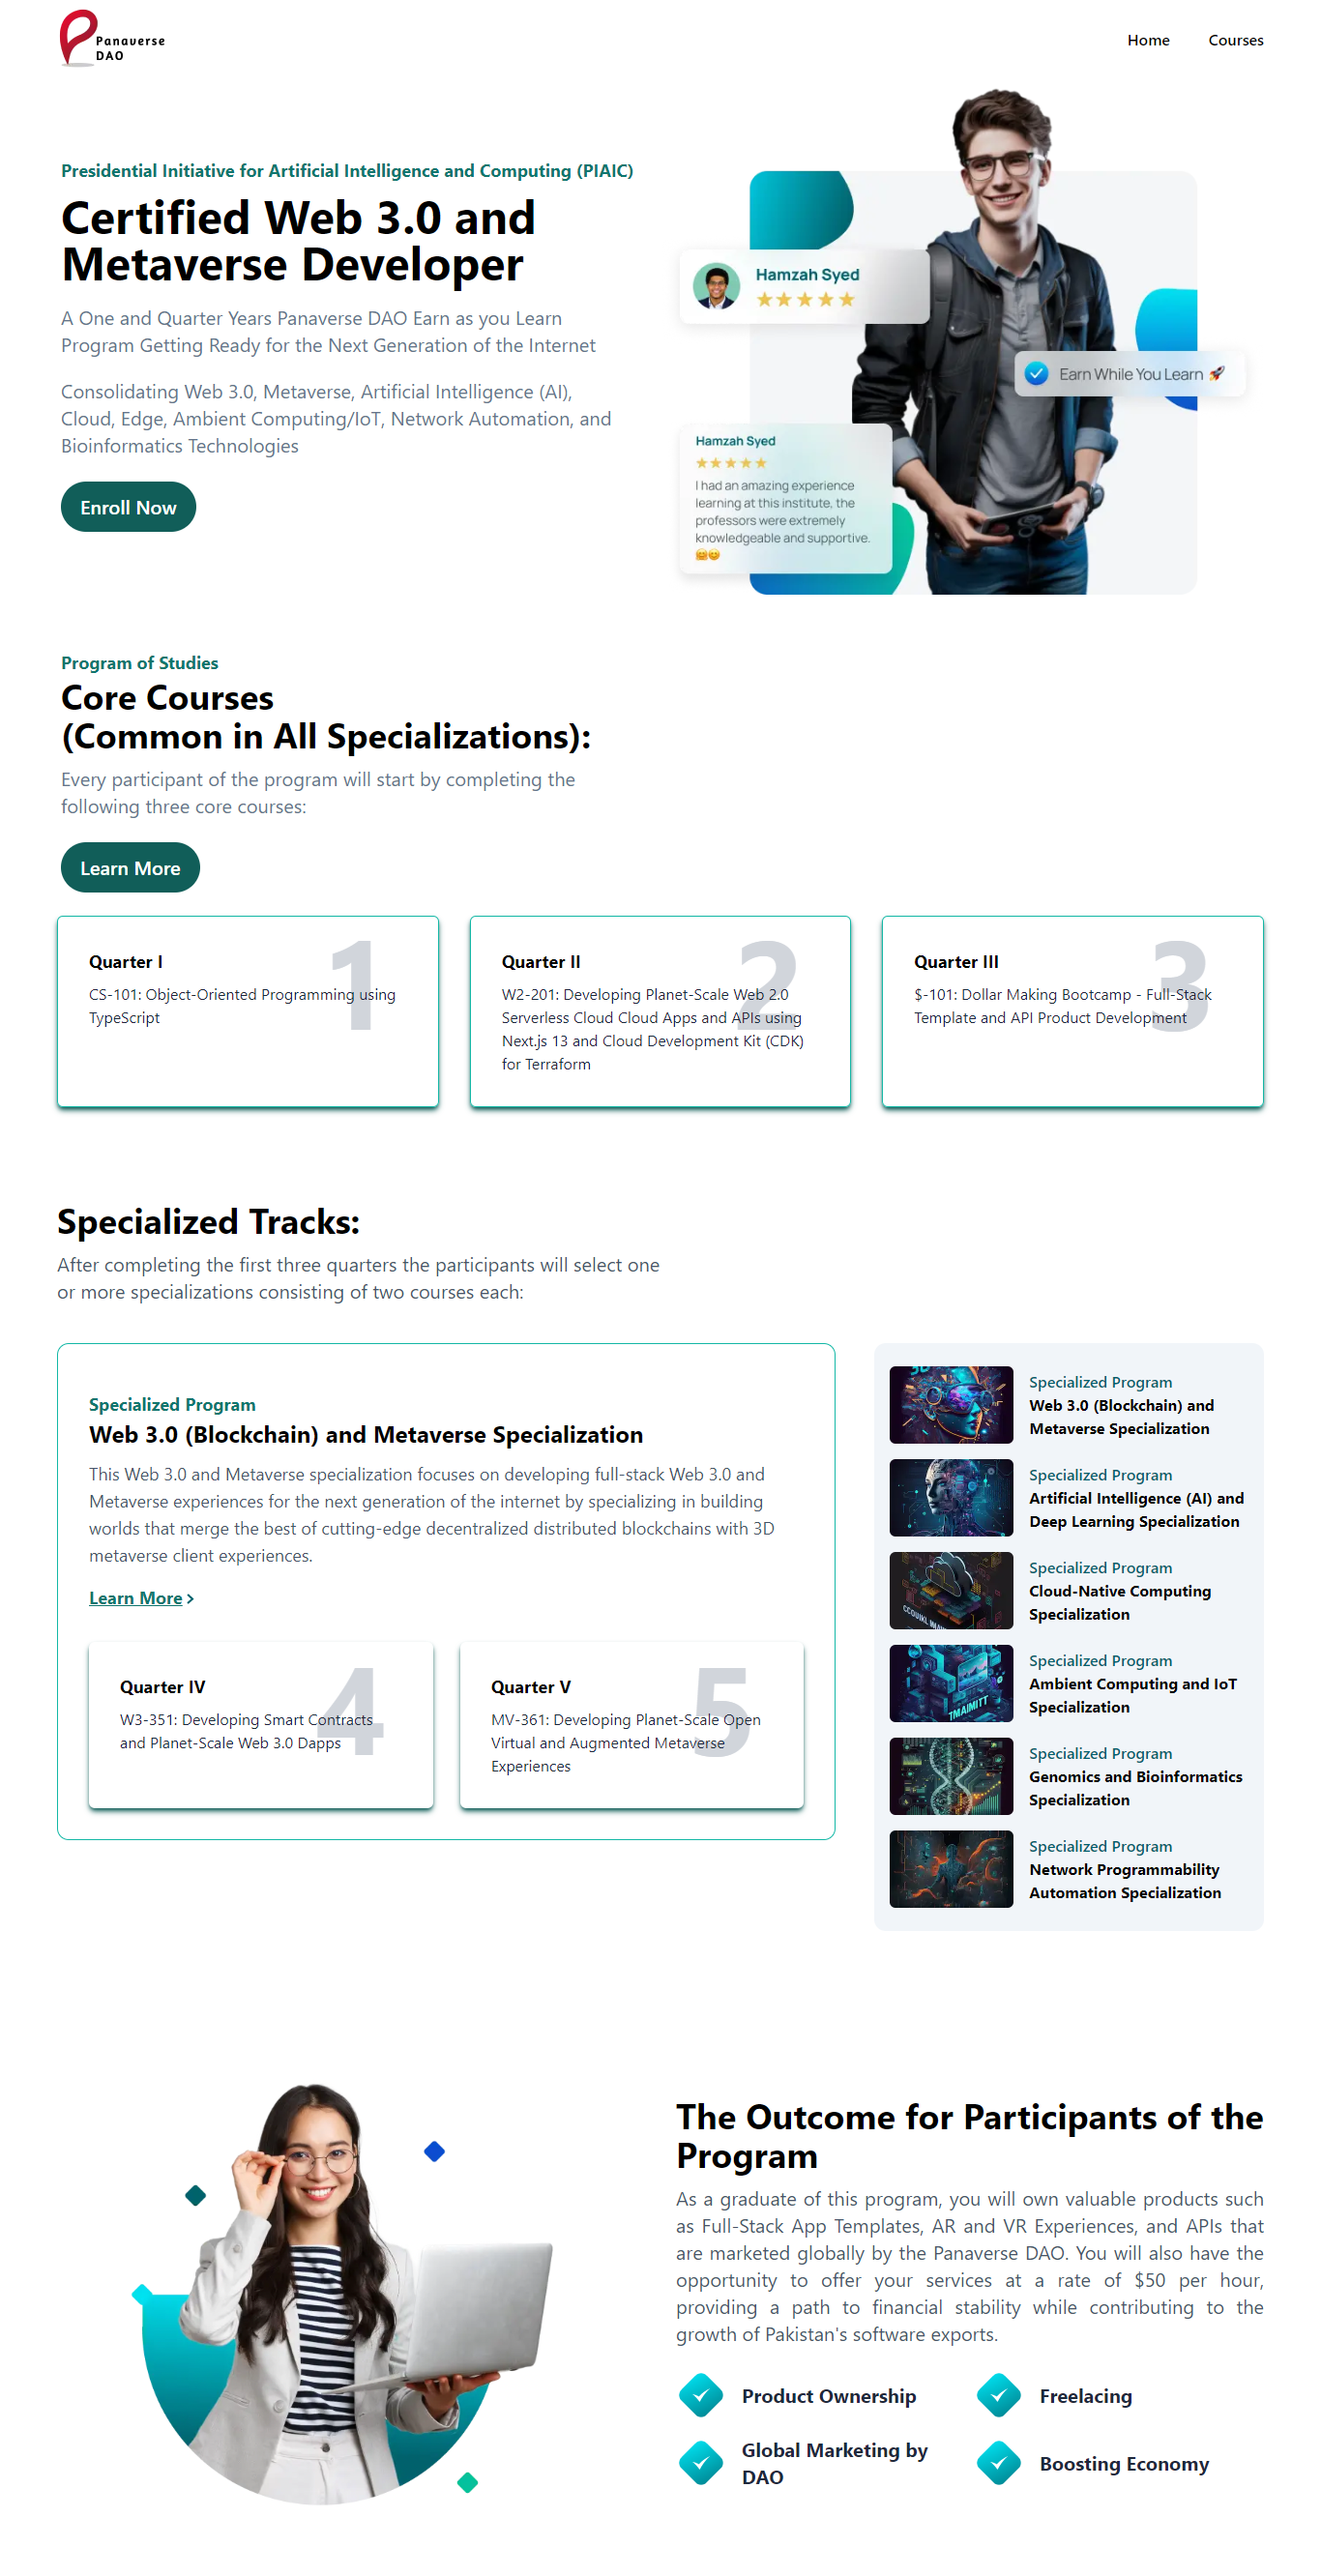 Panaverse
DAO
Home
Courses
Presidential Initiative for Artificial Intelligence and Computing (PIAIC)
Certified Web 3.0 and
Metaverse Developer
A One and Quarter Years Panaverse DAO Earn as you Learn
Program Getting Ready for the Next Generation of the Internet
Consolidating Web 3.0, Metaverse, Artificial Intelligence (AI),
Cloud, Edge, Ambient Computing/IoT, Network Automation, and
Bioinformatics Technologies
Enroll Now
Hamzah Syed
Earn While You Learn 🚀
Hamzah Syed
I had an amazing experience
learning at this institute, the
professors were extremely
knowledgeable and supportive.
🤗😊
Program of Studies
Core Courses
(Common in All Specializations):
Every participant of the program will start by completing the
following three core courses:
Learn More
1
Quarter I
CS-101: Object-Oriented Programming using
TypeScript
2
Quarter II
W2-201: Developing Planet-Scale Web 2.0
Serverless Cloud Cloud Apps and APIs using
Next.js 13 and Cloud Development Kit (CDK)
for Terraform
3
Quarter III
$-101: Dollar Making Bootcamp - Full-Stack
Template and API Product Development
Specialized Tracks:
After completing the first three quarters the participants will select one
or more specializations consisting of two courses each:
Specialized Program
Web 3.0 (Blockchain) and Metaverse Specialization
This Web 3.0 and Metaverse specialization focuses on developing full-stack Web 3.0 and
Metaverse experiences for the next generation of the internet by specializing in building
worlds that merge the best of cutting-edge decentralized distributed blockchains with 3D
metaverse client experiences.
Learn More >
4
Quarter IV
W3-351: Developing Smart Contracts
and Planet-Scale Web 3.0 Dapps
5
Quarter V
MV-361: Developing Planet-Scale Open
Virtual and Augmented Metaverse
Experiences
Specialized Program
Web 3.0 (Blockchain) and
Metaverse Specialization
Specialized Program
Artificial Intelligence (AI) and
Deep Learning Specialization
Specialized Program
Cloud-Native Computing
Specialization
Specialized Program
Ambient Computing and IoT
Specialization
TMAIMITT
Specialized Program
Genomics and Bioinformatics
Specialization
Specialized Program
Network Programmability
Automation Specialization
The Outcome for Participants of the
Program
As a graduate of this program, you will own valuable products such
as Full-Stack App Templates, AR and VR Experiences, and APIs that
are marketed globally by the Panaverse DAO. You will also have the
opportunity to offer your services at a rate of $50 per hour,
providing a path to financial stability while contributing to the
growth of Pakistan's software exports.
Product Ownership
Freelacing
Global Marketing by
DAO
Boosting Economy